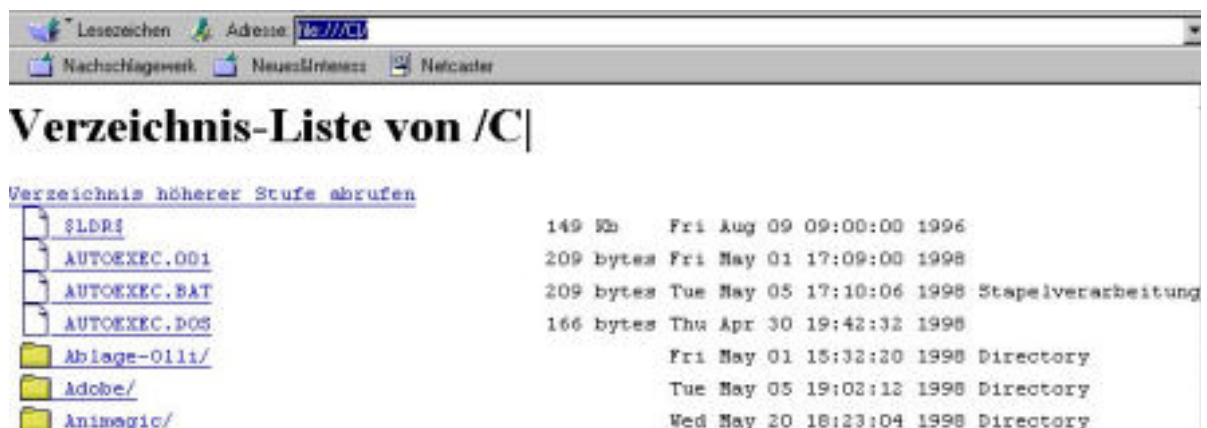 Lesezeichen Adresse: file:///C|/
Nachschlagewerk Neues&Interess Netcaster
Verzeichnis-Liste von /C|
Verzeichnis höherer Stufe abrufen
$LDR$ 149 Kb Fri Aug 09 09:00:00 1996
AUTOEXEC.001 209 bytes Fri May 01 17:09:00 1998
AUTOEXEC.BAT 209 bytes Tue May 05 17:10:06 1998 Stapelverarbeitung
AUTOEXEC.DOS 166 bytes Thu Apr 30 19:42:32 1998
Ablage-Olli/ Fri May 01 15:32:20 1998 Directory
Adobe/ Tue May 05 19:02:12 1998 Directory
Animagic/ Wed May 20 18:23:04 1998 Directory